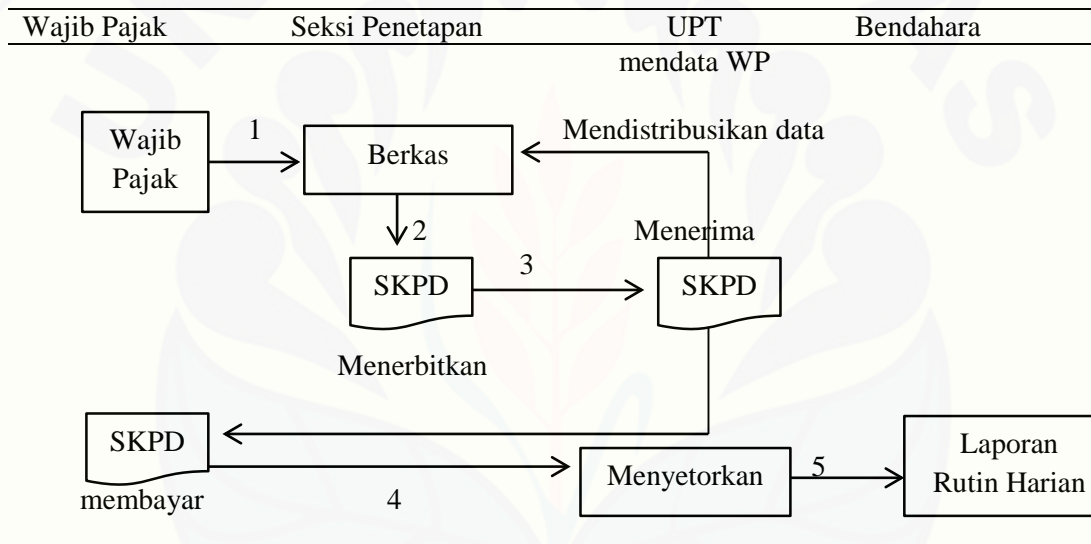 Wajib Pajak Seksi Penetapan UPT Bendahara
mendata WP
Wajib
Pajak
1
Berkas
Mendistribusikan data
2
Menerima
SKPD
3
SKPD
Menerbitkan
SKPD
membayar
4
Menyetorkan
5
Laporan
Rutin Harian